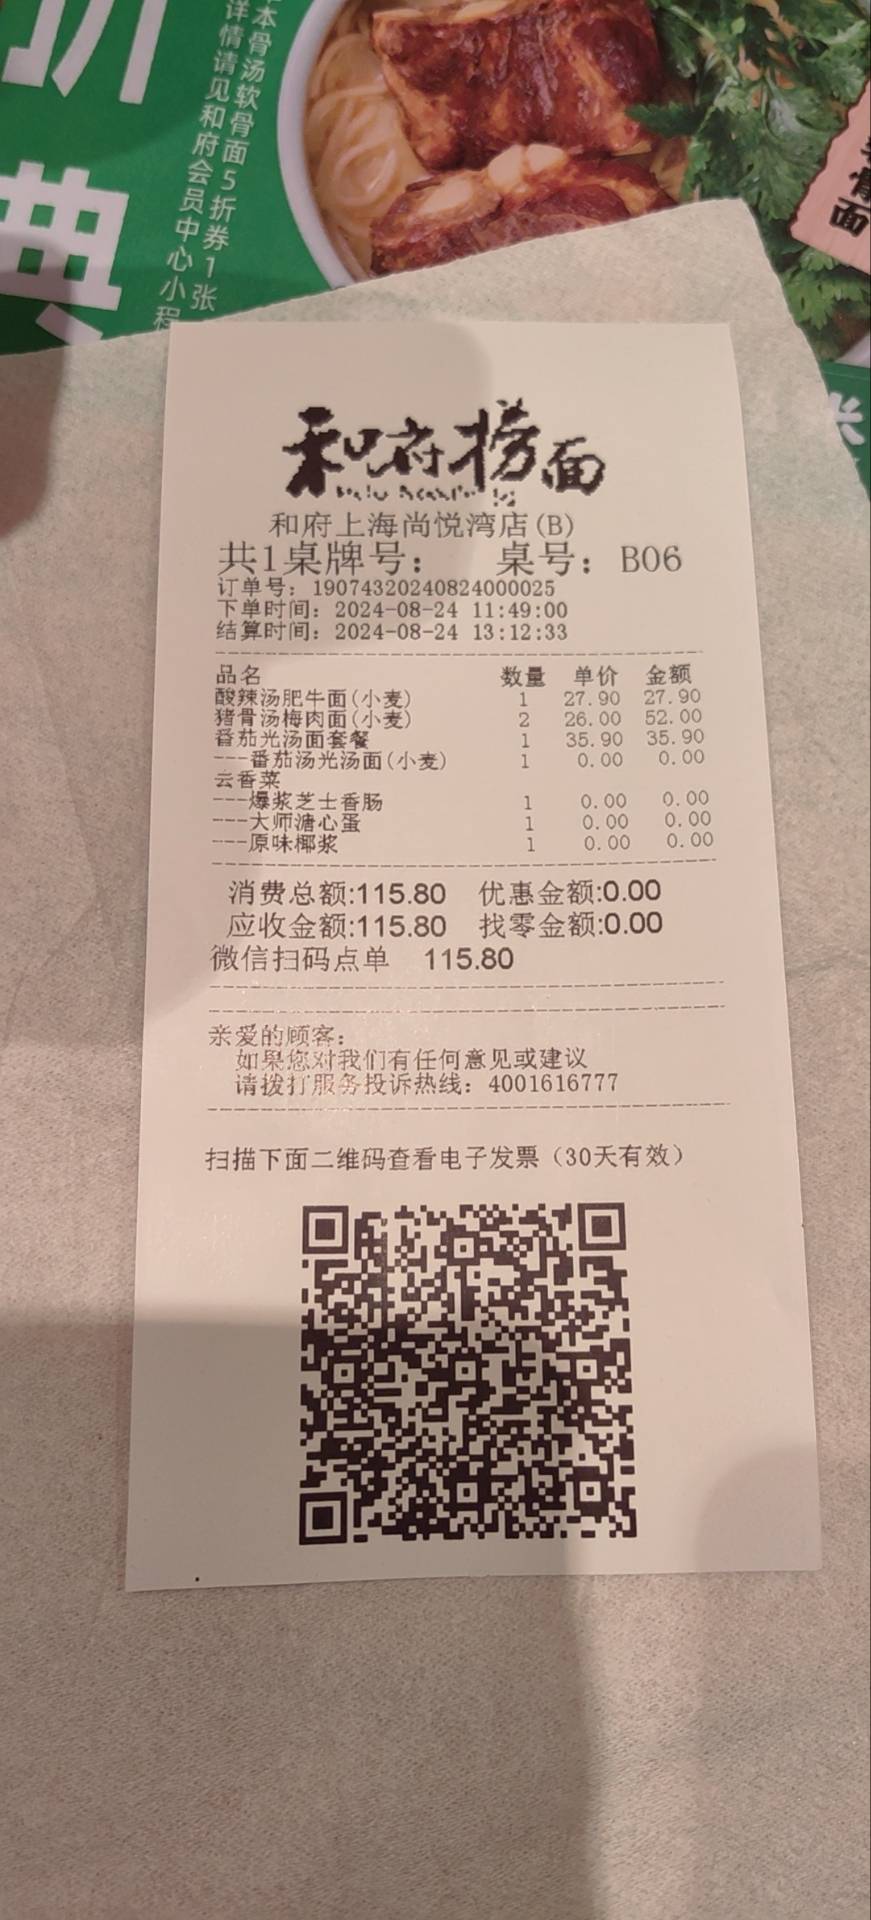 折
典
本骨汤软骨面5折券1张
详情请见和府会员中心小程
骨
面
和府捞面
和府上海尚悦湾店(B)
共1桌牌号: 桌号: B06
订单号: 19074320240824000025
下单时间: 2024-08-24 11:49:00
结算时间: 2024-08-24 13:12:33
品名 数量 单价 金额
酸辣汤肥牛面(小麦) 1 27.90 27.90
猪骨汤梅肉面(小麦) 2 26.00 52.00
番茄光汤面套餐 1 35.90 35.90
---番茄汤光汤面(小麦) 1 0.00 0.00
云香菜
---爆浆芝士香肠 1 0.00 0.00
---大师溏心蛋 1 0.00 0.00
---原味椰浆 1 0.00 0.00
消费总额:115.80 优惠金额:0.00
应收金额:115.80 找零金额:0.00
微信扫码点单 115.80
亲爱的顾客:
如果您对我们有任何意见或建议
请拨打服务投诉热线: 4001616777
扫描下面二维码查看电子发票（30天有效）